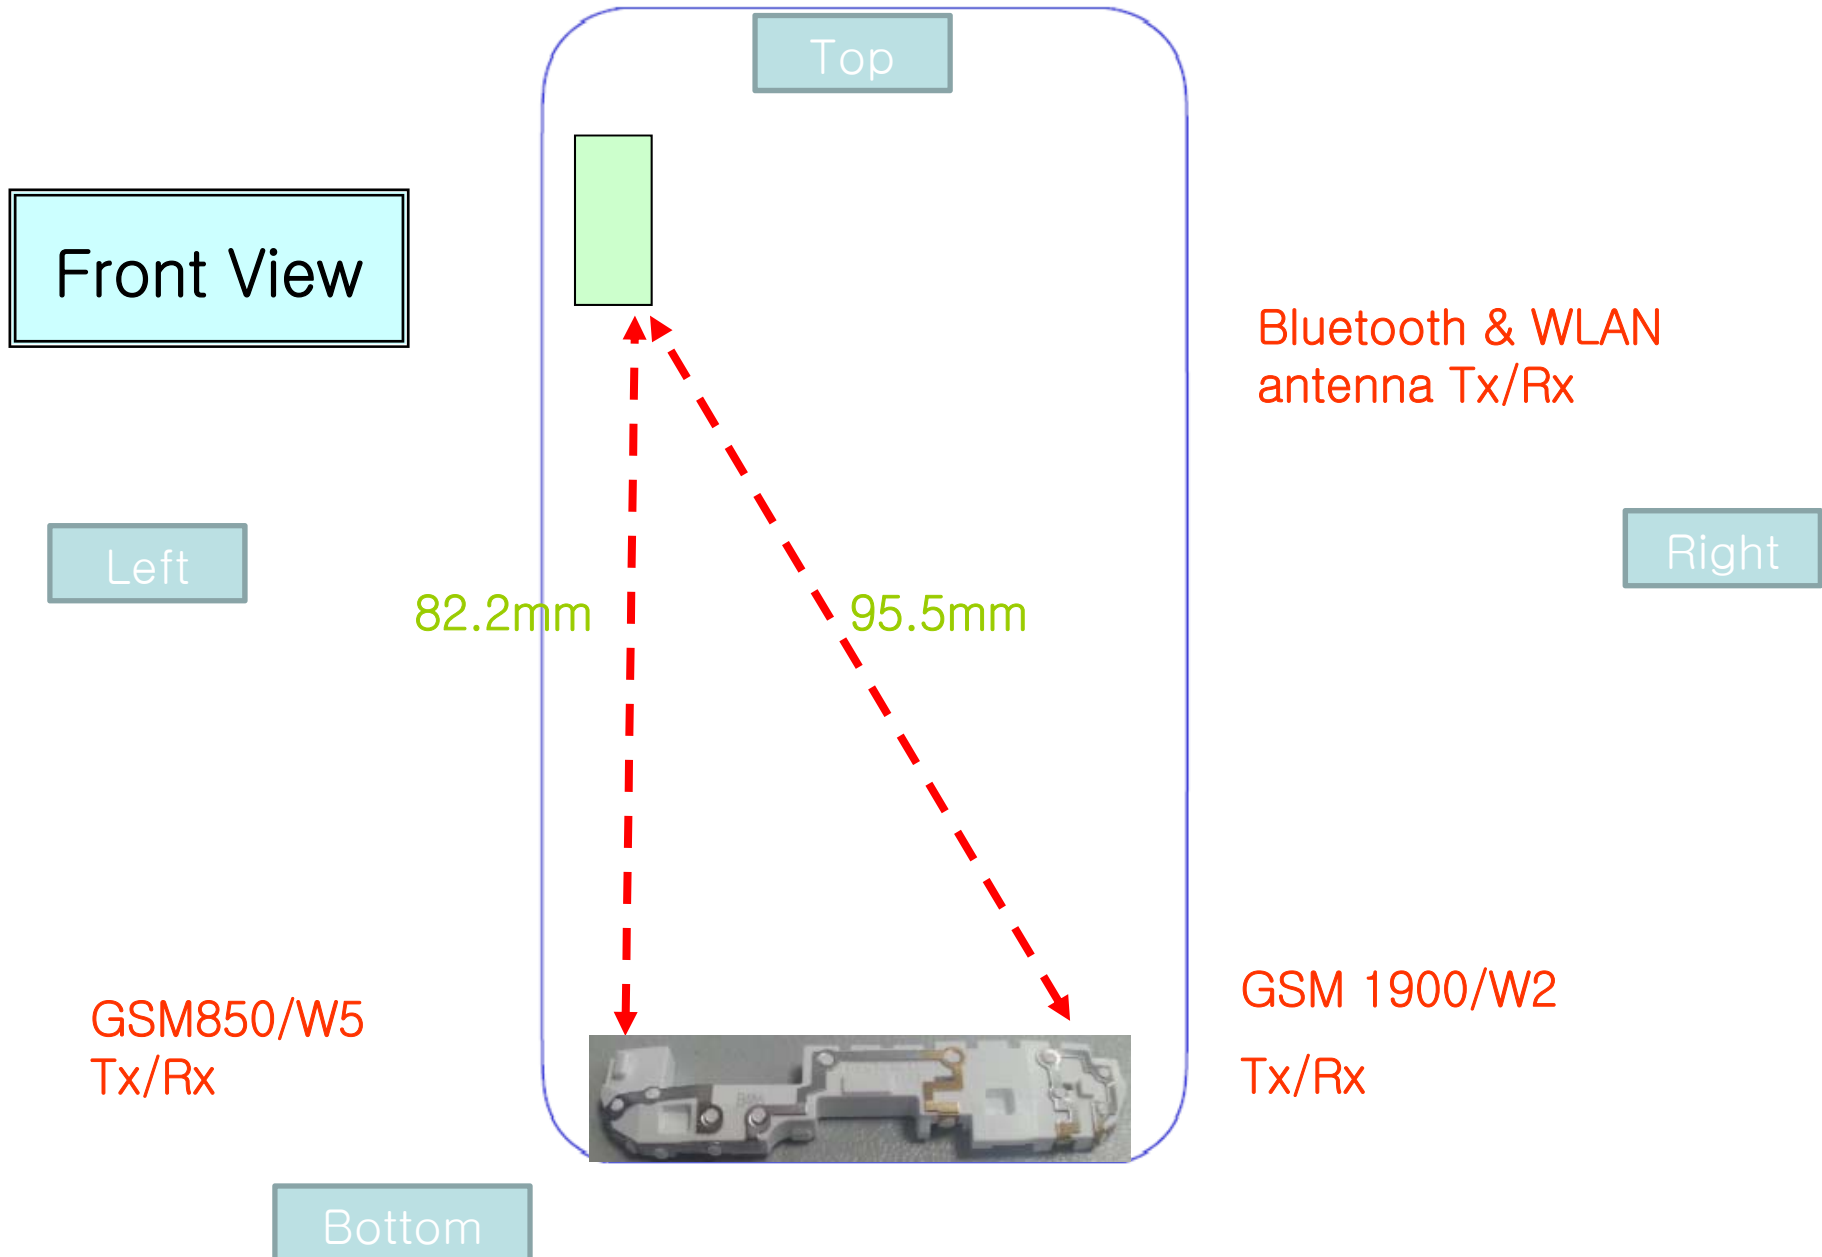 Top
Front View
Bluetooth & WLAN
antenna Tx/Rx
Left
Right
82.2mm
95.5mm
GSM850/W5
Tx/Rx
GSM 1900/W2
Tx/Rx
Bottom